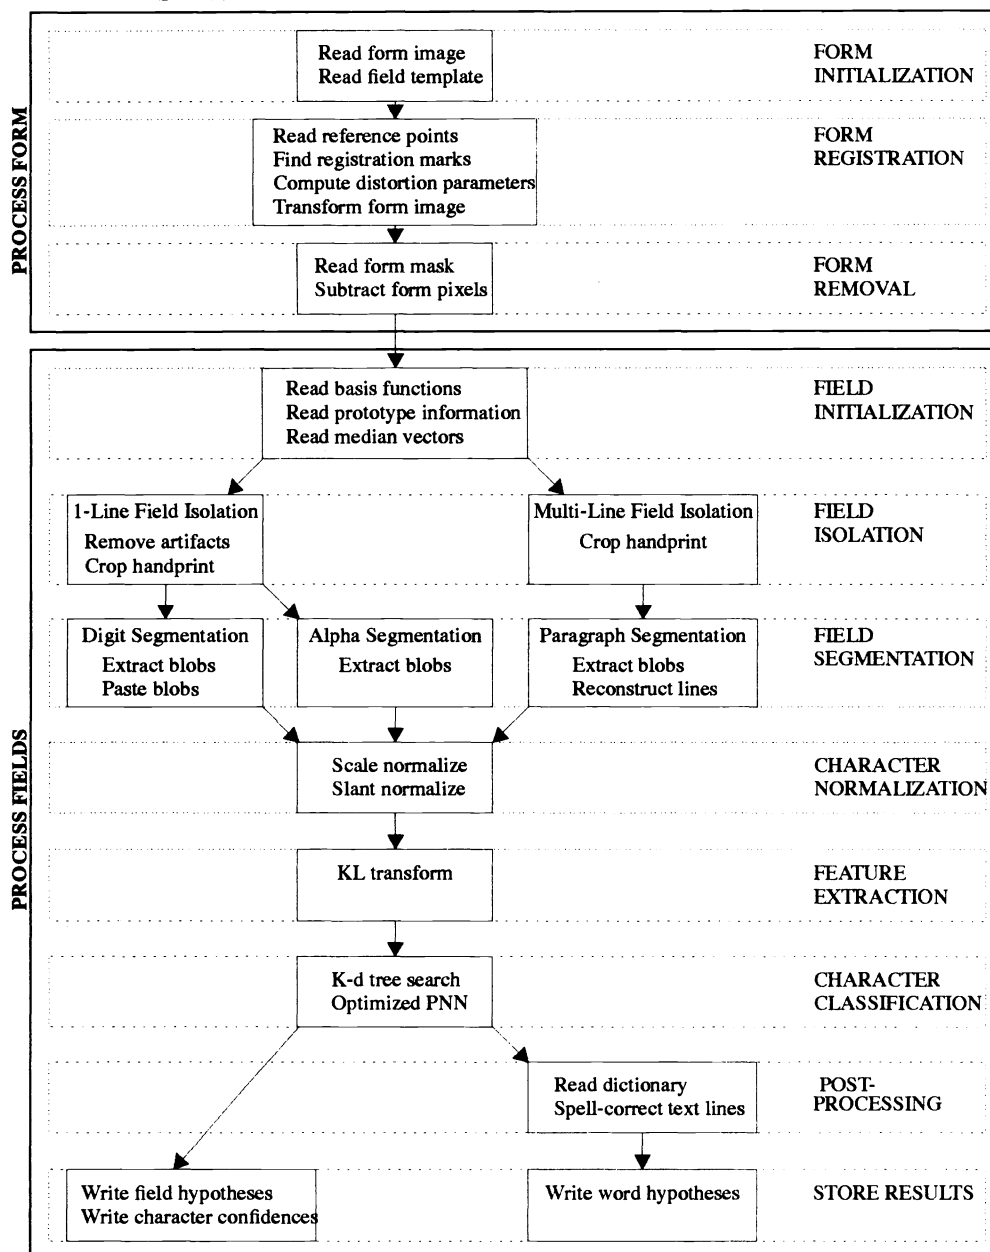 PROCESS FORM
Read form image
Read field template
FORM
INITIALIZATION
Read reference points
Find registration marks
Compute distortion parameters
Transform form image
FORM
REGISTRATION
Read form mask
Subtract form pixels
FORM
REMOVAL
PROCESS FIELDS
Read basis functions
Read prototype information
Read median vectors
FIELD
INITIALIZATION
1-Line Field Isolation
Remove artifacts
Crop handprint
Multi-Line Field Isolation
Crop handprint
FIELD
ISOLATION
Digit Segmentation
Extract blobs
Paste blobs
Alpha Segmentation
Extract blobs
Paragraph Segmentation
Extract blobs
Reconstruct lines
FIELD
SEGMENTATION
Scale normalize
Slant normalize
CHARACTER
NORMALIZATION
KL transform
FEATURE
EXTRACTION
K-d tree search
Optimized PNN
CHARACTER
CLASSIFICATION
Read dictionary
Spell-correct text lines
POST-
PROCESSING
Write field hypotheses
Write character confidences
Write word hypotheses
STORE RESULTS